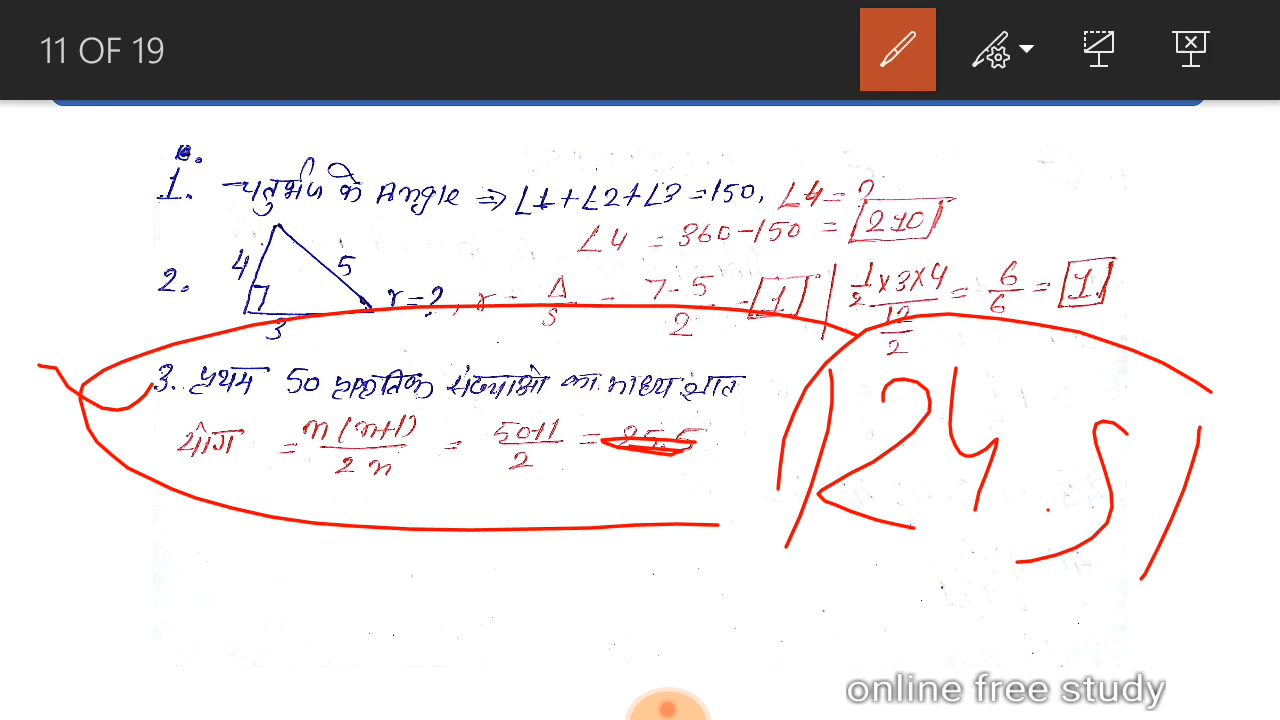 11 OF 19
1. चतुर्भुज के Angle ⇒ ∠1+∠2+∠3=150, ∠4=?
∠4 = 360-150 = 210
2. 4 5 3 r=?, r = Δ/S = 7-5/2 = 1 | 1/2 x 3 x 4 / 12/2 = 6/6 = 1
3. प्रथम 50 प्राकृतिक संख्याओ का माध्य ज्ञात
योग = n(n+1)/2n = 50+1/2 = 25.5
24.5
online free study